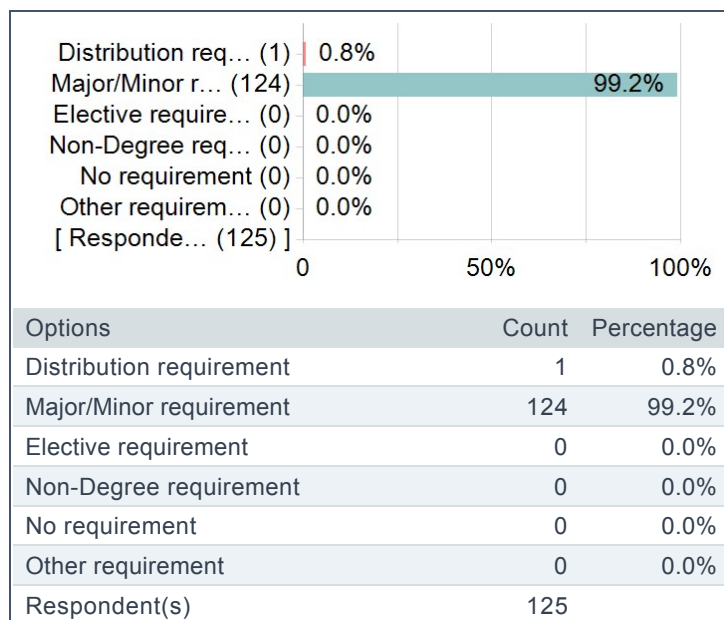 Distribution req... (1) 0.8%
Major/Minor r... (124) 99.2%
Elective require... (0) 0.0%
Non-Degree req... (0) 0.0%
No requirement (0) 0.0%
Other requirem... (0) 0.0%
[ Responde... (125) ]
0 50% 100%
Options Count Percentage
Distribution requirement 1 0.8%
Major/Minor requirement 124 99.2%
Elective requirement 0 0.0%
Non-Degree requirement 0 0.0%
No requirement 0 0.0%
Other requirement 0 0.0%
Respondent(s) 125